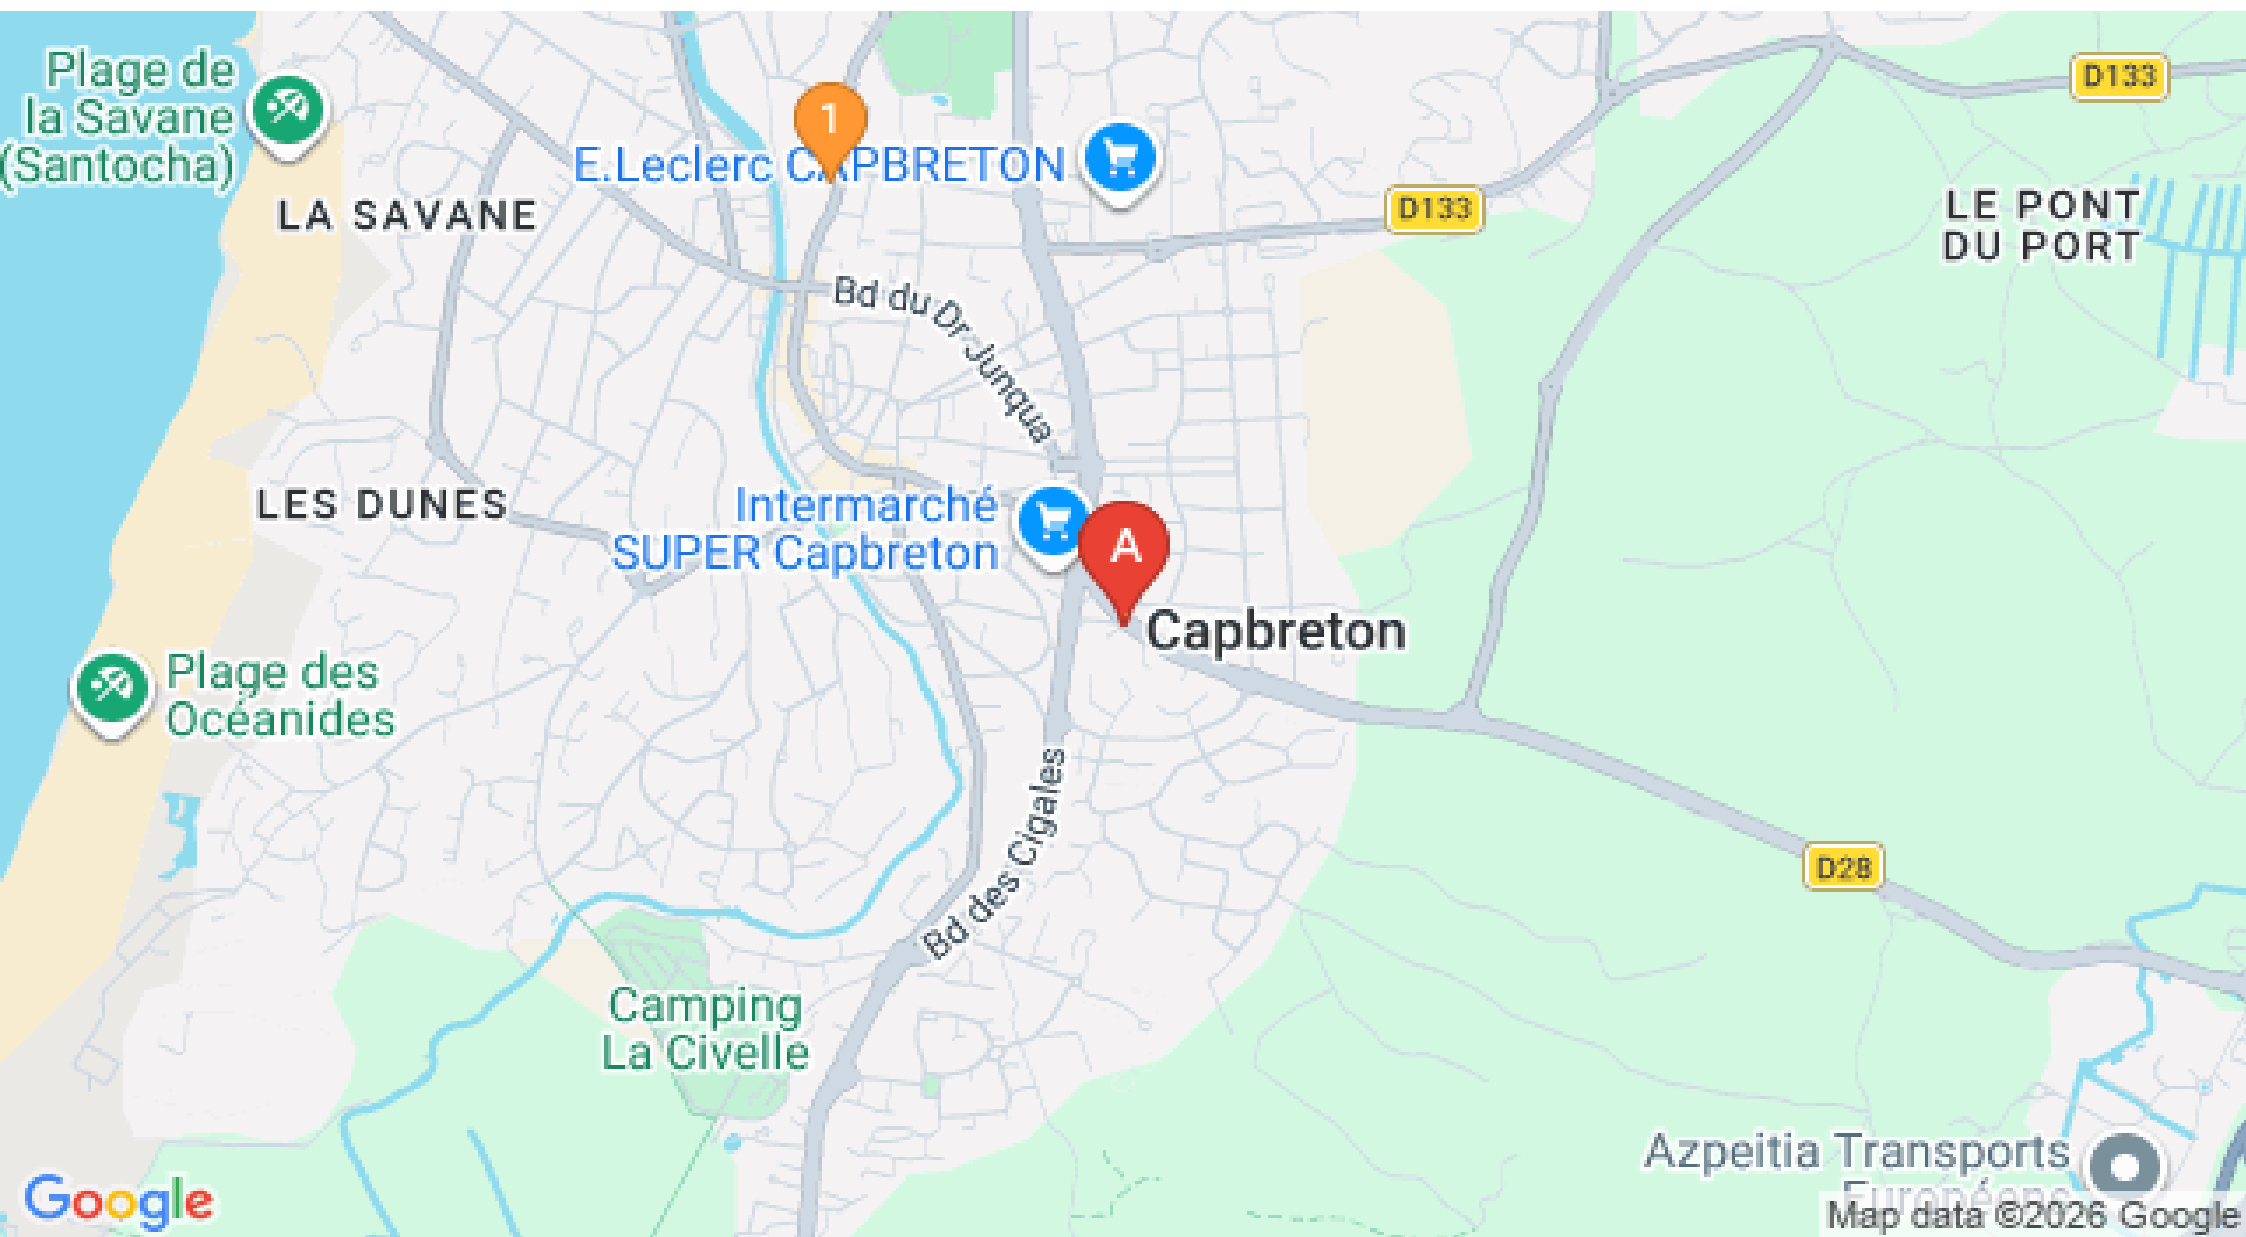 Plage de
la Savane
(Santocha)
1
E.Leclerc CAPBRETON
D133
LA SAVANE
D133
LE PONT
DU PORT
Bd du Dr Junqua
LES DUNES
Intermarché
SUPER Capbreton
A
Capbreton
Plage des
Océanides
Bd des Cigales
D28
Camping
La Civelle
Azpeitia Transports
Européens
Google
Map data ©2026 Google